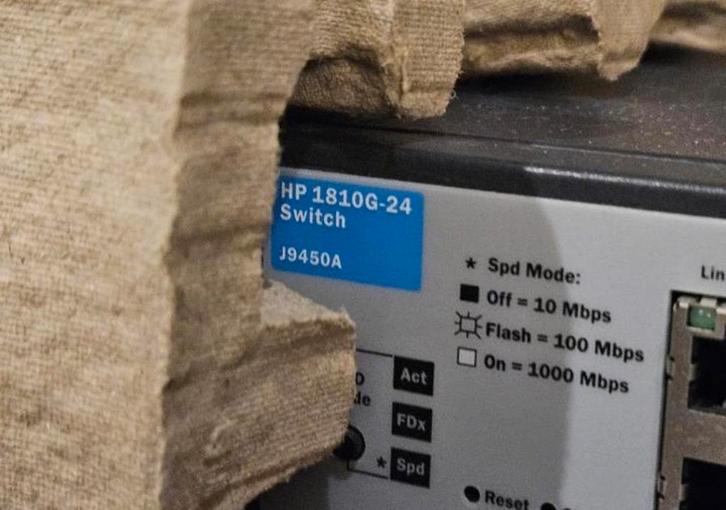 HP 1810G-24
Switch
J9450A
* Spd Mode:
Off = 10 Mbps
Flash = 100 Mbps
On = 1000 Mbps
Act
FDx
* Spd
Reset